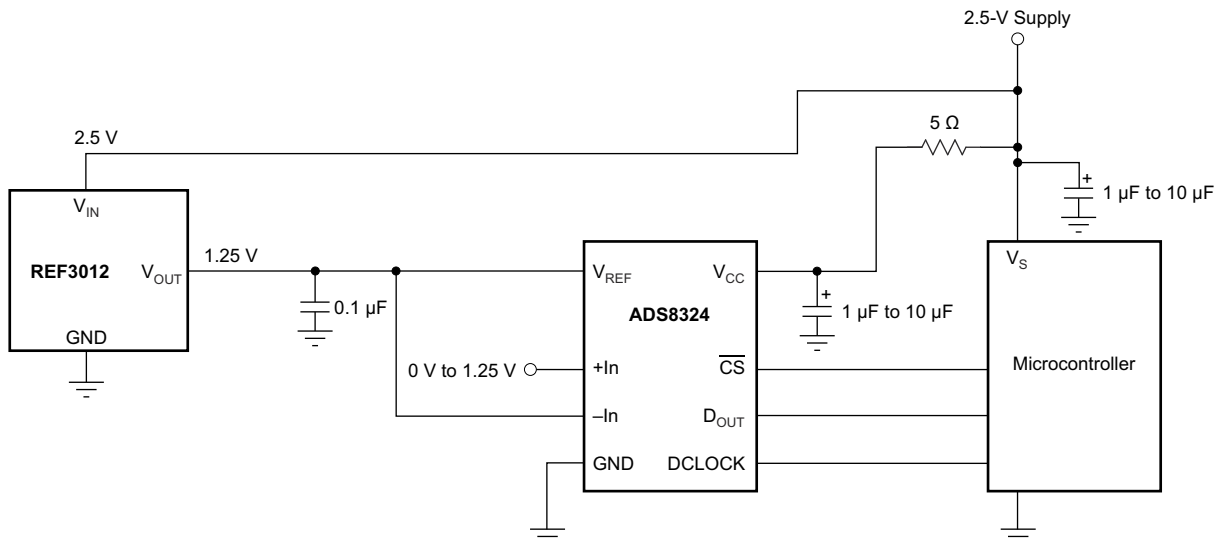 2.5-V Supply
2.5 V
5 Ω
+
1 µF to 10 µF
V_IN
REF3012
V_OUT
GND
1.25 V
0.1 µF
V_REF
V_CC
ADS8324
+
1 µF to 10 µF
0 V to 1.25 V
+In
C̅S̅
–In
D_OUT
GND
DCLOCK
V_S
Microcontroller